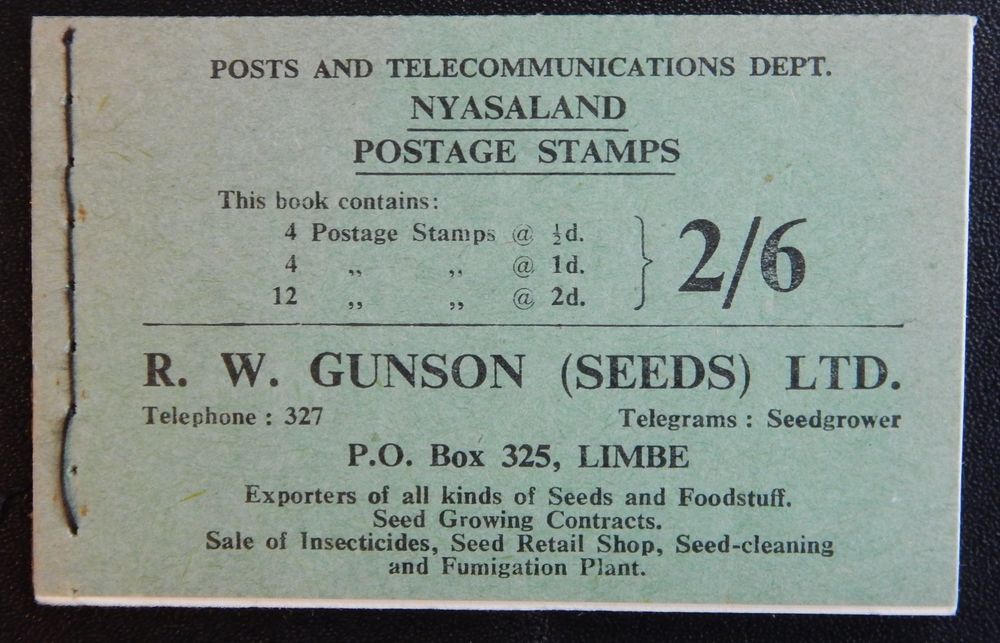 POSTS AND TELECOMMUNICATIONS DEPT.
NYASALAND
POSTAGE STAMPS
This book contains:
4 Postage Stamps @ ½d.
4 ,, ,, @ 1d.
12 ,, ,, @ 2d.
} 2/6
R. W. GUNSON (SEEDS) LTD.
Telephone : 327 Telegrams : Seedgrower
P.O. Box 325, LIMBE
Exporters of all kinds of Seeds and Foodstuff.
Seed Growing Contracts.
Sale of Insecticides, Seed Retail Shop, Seed-cleaning
and Fumigation Plant.